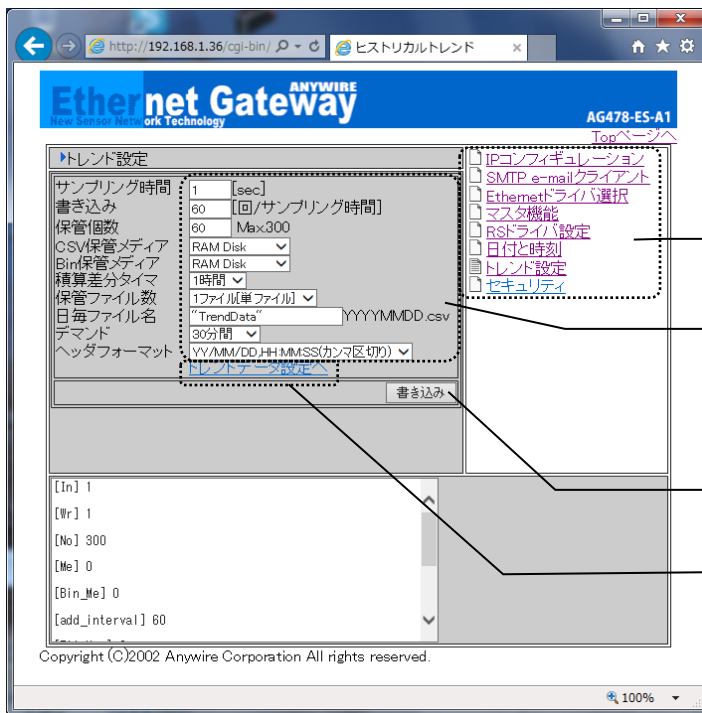 http://192.168.1.36/cgi-bin/
ヒストリカルトレンド
Ethernet Gateway
ANYWIRE
New Sensor Network Technology
AG478-ES-A1
Topページへ
トレンド設定
サンプリング時間 1 [sec]
書き込み 60 [回/サンプリング時間]
保管個数 60 Max300
CSV保管メディア RAM Disk
Bin保管メディア RAM Disk
積算差分タイマ 1時間
保管ファイル数 1ファイル[単ファイル]
日毎ファイル名 "TrendData" YYYYMMDD.csv
デマンド 30分間
ヘッダフォーマット YY/MM/DD,HH:MM:SS(カンマ区切り)
トレンドデータ設定へ
書き込み
IPコンフィギュレーション
SMTP e-mailクライアント
Ethernetドライバ選択
マスタ機能
RSドライバ設定
日付と時刻
トレンド設定
セキュリティ
[In] 1
[Wr] 1
[No] 300
[Me] 0
[Bin_Me] 0
[add_interval] 60
Copyright (C)2002 Anywire Corporation All rights reserved.
100%